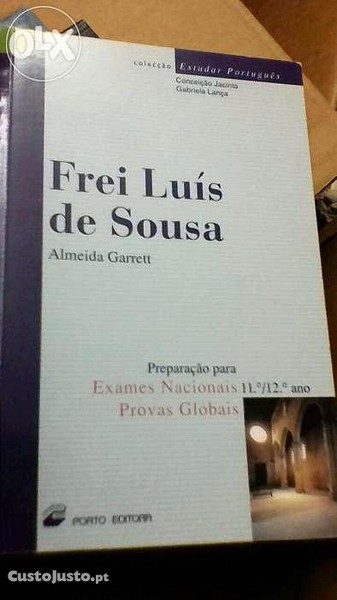 OLX
colecção Estudar Português
Conceição Jacinto
Gabriela Lança
Frei Luís
de Sousa
Almeida Garrett
Preparação para
Exames Nacionais 11.º/12.º ano
Provas Globais
PORTO EDITORA
CustoJusto.pt